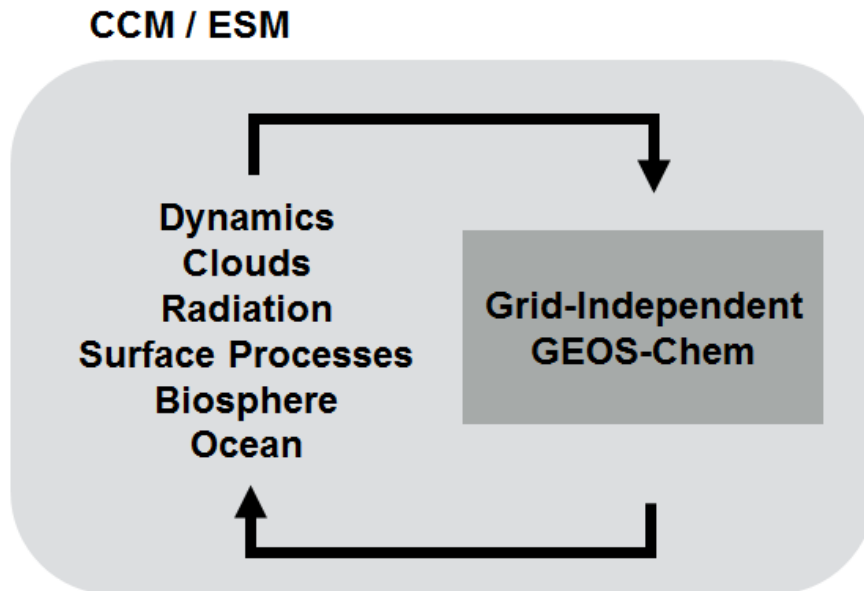 CCM / ESM
Dynamics
Clouds
Radiation
Surface Processes
Biosphere
Ocean
Grid-Independent
GEOS-Chem